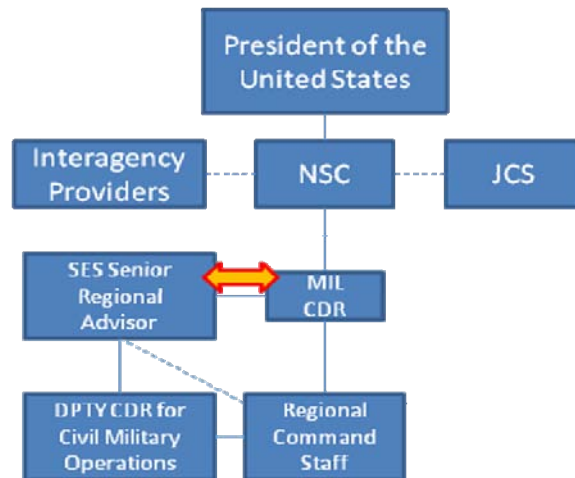 President of the
United States
Interagency
Providers
NSC
JCS
SES Senior
Regional
Advisor
MIL
CDR
DPTY CDR for
Civil Military
Operations
Regional
Command
Staff